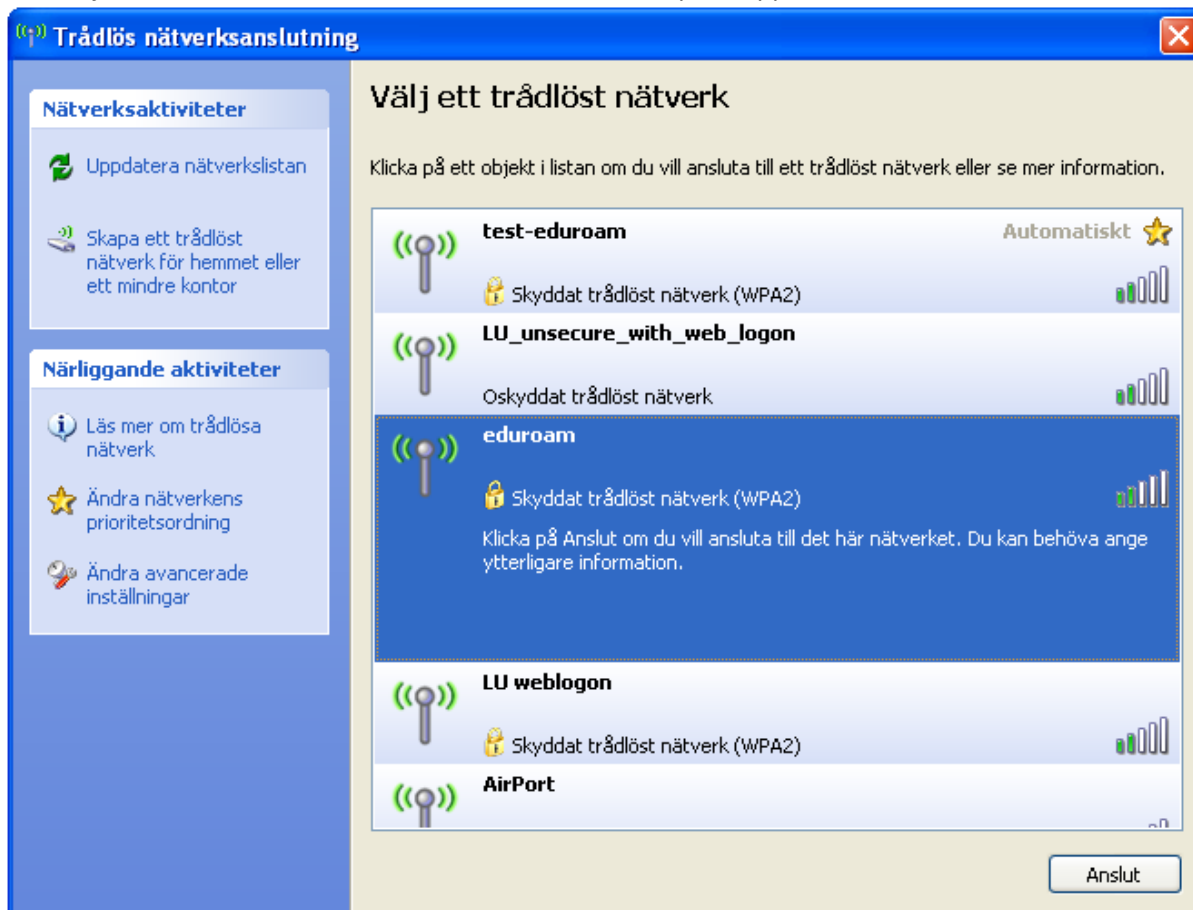 Trådlös nätverksanslutning
Nätverksaktiviteter
Uppdatera nätverkslistan
Skapa ett trådlöst
nätverk för hemmet eller
ett mindre kontor
Närliggande aktiviteter
Läs mer om trådlösa
nätverk
Ändra nätverkens
prioritetsordning
Ändra avancerade
inställningar
Välj ett trådlöst nätverk
Klicka på ett objekt i listan om du vill ansluta till ett trådlöst nätverk eller se mer information.
test-eduroam
Automatiskt
Skyddat trådlöst nätverk (WPA2)
LU_unsecure_with_web_logon
Oskyddat trådlöst nätverk
eduroam
Skyddat trådlöst nätverk (WPA2)
Klicka på Anslut om du vill ansluta till det här nätverket. Du kan behöva ange
ytterligare information.
LU weblogon
Skyddat trådlöst nätverk (WPA2)
AirPort
Anslut